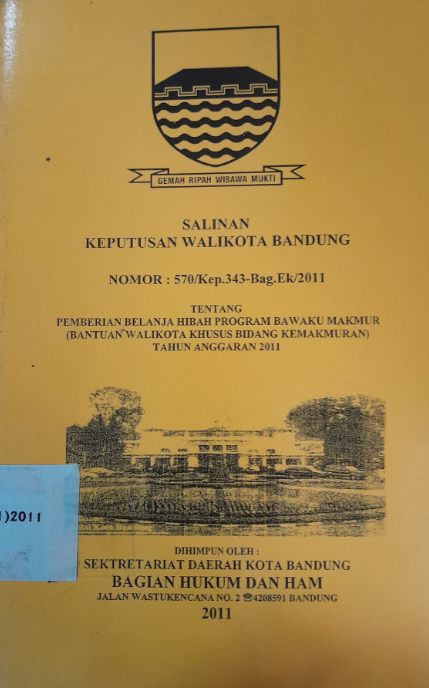 GEMAH RIPAH WIBAWA MUKTI
SALINAN
KEPUTUSAN WALIKOTA BANDUNG
NOMOR : 570/Kep.343-Bag.Ek/2011
TENTANG
PEMBERIAN BELANJA HIBAH PROGRAM BAWAKU MAKMUR
(BANTUAN WALIKOTA KHUSUS BIDANG KEMAKMURAN)
TAHUN ANGGARAN 2011
)2011
DIHIMPUN OLEH :
SEKTRETARIAT DAERAH KOTA BANDUNG
BAGIAN HUKUM DAN HAM
JALAN WASTUKENCANA NO. 2 ☏4208591 BANDUNG
2011